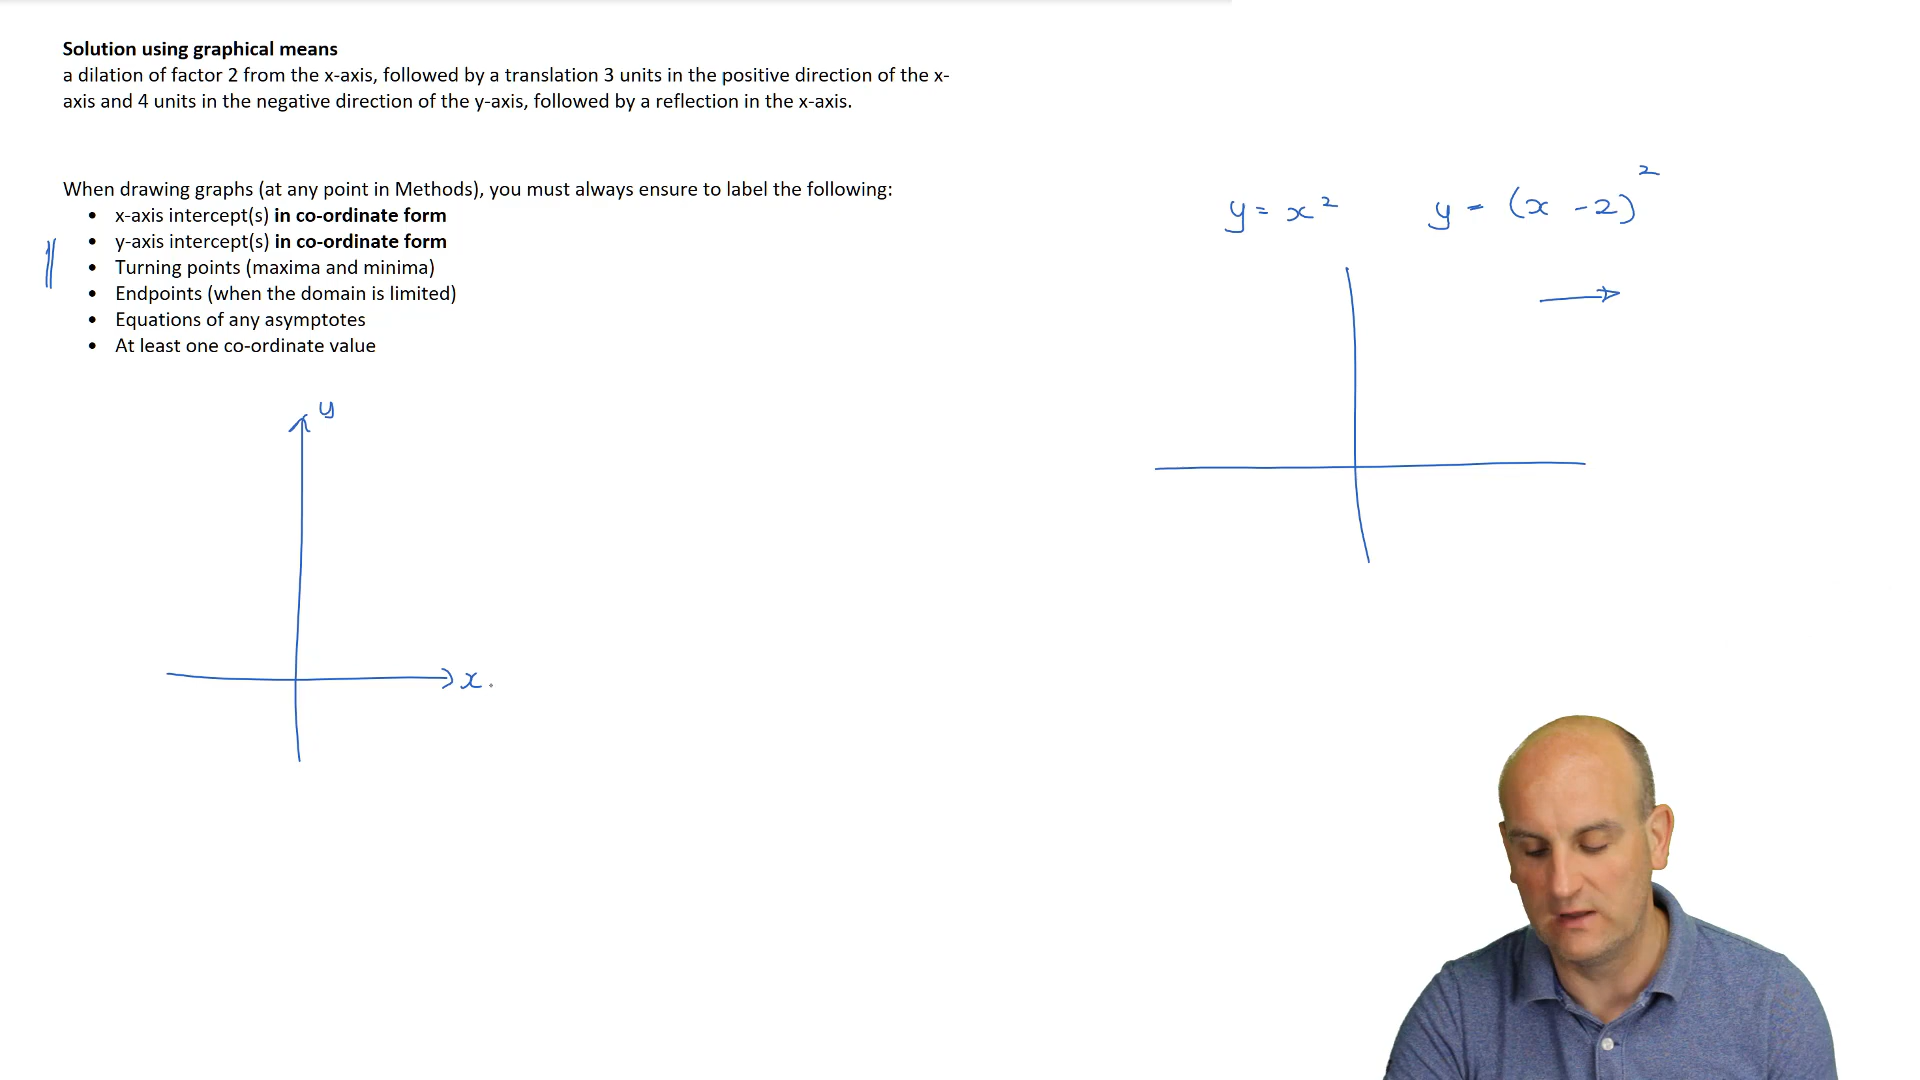 Solution using graphical means
a dilation of factor 2 from the x-axis, followed by a translation 3 units in the positive direction of the x-
axis and 4 units in the negative direction of the y-axis, followed by a reflection in the x-axis.
When drawing graphs (at any point in Methods), you must always ensure to label the following:
• x-axis intercept(s) in co-ordinate form
• y-axis intercept(s) in co-ordinate form
• Turning points (maxima and minima)
• Endpoints (when the domain is limited)
• Equations of any asymptotes
• At least one co-ordinate value
y = x² y = (x - 2)²
y
x